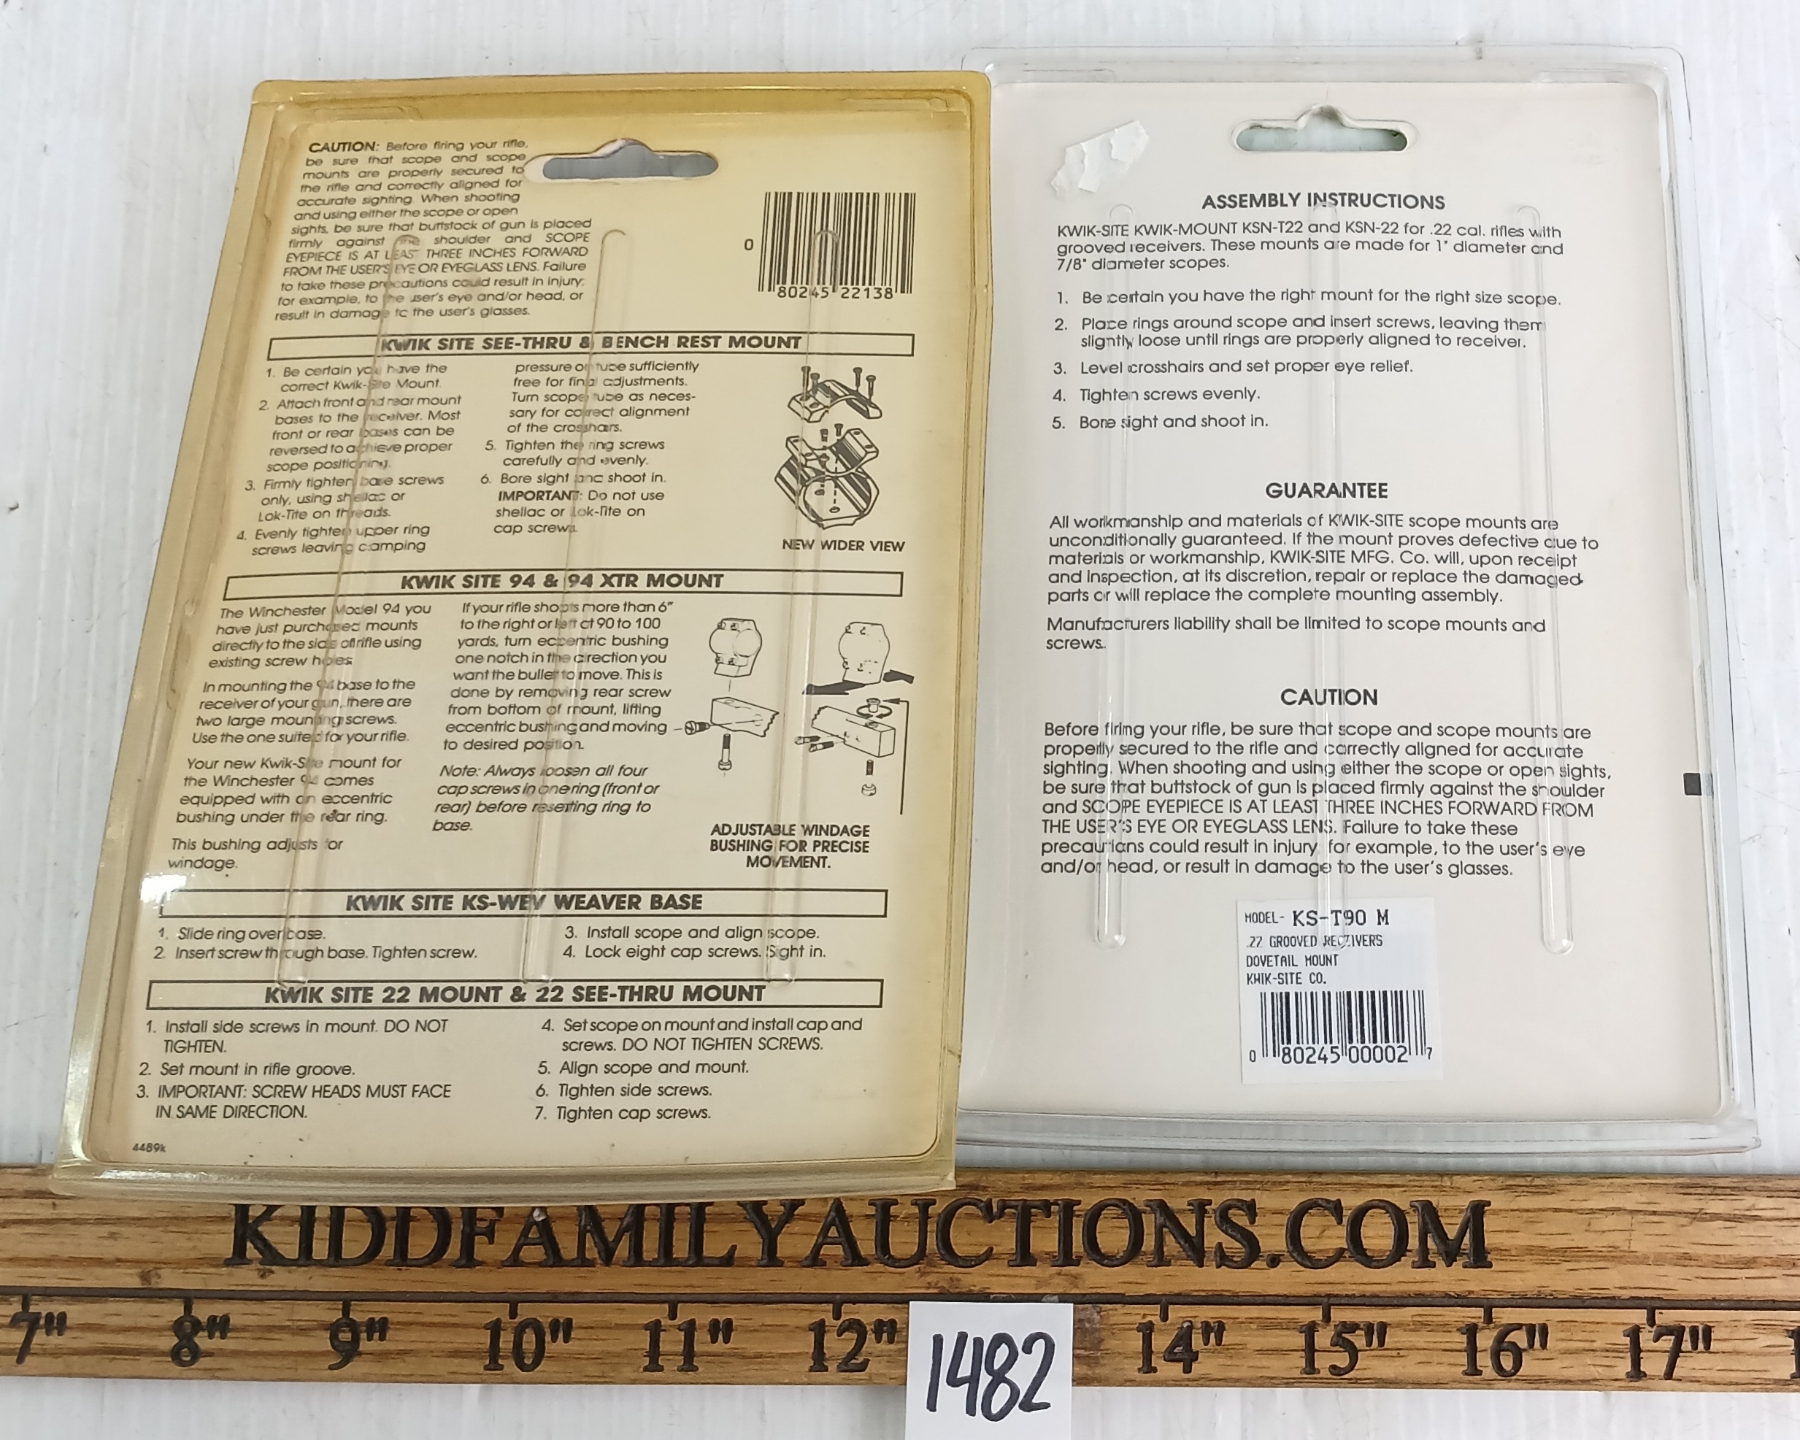 CAUTION: Before firing your rifle,
be sure that scope and scope
mounts are properly secured to
the rifle and correctly aligned for
accurate sighting. When shooting
and using either the scope or open
sights, be sure that buttstock of gun is placed
firmly against the shoulder and SCOPE
EYEPIECE IS AT LEAST THREE INCHES FORWARD
FROM THE USER'S EYE OR EYEGLASS LENS. Failure
to take these precautions could result in injury;
for example, to the user's eye and/or head, or
result in damage to the user's glasses.
0 80245 22138
KWIK SITE SEE-THRU & BENCH REST MOUNT
1. Be certain you have the
correct Kwik-Site Mount.
2. Attach front and rear mount
bases to the receiver. Most
front or rear bases can be
reversed to achieve proper
scope positioning.
3. Firmly tighten base screws
only, using shellac or
Lok-Tite on threads.
4. Evenly tighten upper ring
screws leaving clamping
pressure on tube sufficiently
free for final adjustments.
Turn scope tube as neces-
sary for correct alignment
of the crosshairs.
5. Tighten the ring screws
carefully and evenly.
6. Bore sight and shoot in.
IMPORTANT: Do not use
shellac or Lok-Tite on
cap screws.
NEW WIDER VIEW
KWIK SITE 94 & 94 XTR MOUNT
The Winchester Model 94 you
have just purchased mounts
directly to the side of rifle using
existing screw holes.
In mounting the 94 base to the
receiver of your gun, there are
two large mounting screws.
Use the one suited for your rifle.
Your new Kwik-Site mount for
the Winchester 94 comes
equipped with an eccentric
bushing under the rear ring.
This bushing adjusts for
windage.
If your rifle shoots more than 6"
to the right or left at 90 to 100
yards, turn eccentric bushing
one notch in the direction you
want the bullet to move. This is
done by removing rear screw
from bottom of mount, lifting
eccentric bushing and moving
to desired position.
Note: Always loosen all four
cap screws in one ring (front or
rear) before resetting ring to
base.
ADJUSTABLE WINDAGE
BUSHING FOR PRECISE
MOVEMENT.
KWIK SITE KS-WEV WEAVER BASE
1. Slide ring over base.
2. Insert screw through base. Tighten screw.
3. Install scope and align scope.
4. Lock eight cap screws. Sight in.
KWIK SITE 22 MOUNT & 22 SEE-THRU MOUNT
1. Install side screws in mount. DO NOT
TIGHTEN.
2. Set mount in rifle groove.
3. IMPORTANT: SCREW HEADS MUST FACE
IN SAME DIRECTION.
4. Set scope on mount and install cap and
screws. DO NOT TIGHTEN SCREWS.
5. Align scope and mount.
6. Tighten side screws.
7. Tighten cap screws.
4489k
ASSEMBLY INSTRUCTIONS
KWIK-SITE KWIK-MOUNT KSN-T22 and KSN-22 for .22 cal. rifles with
grooved receivers. These mounts are made for 1" diameter and
7/8" diameter scopes.
1. Be certain you have the right mount for the right size scope.
2. Place rings around scope and insert screws, leaving them
slightly loose until rings are properly aligned to receiver.
3. Level crosshairs and set proper eye relief.
4. Tighten screws evenly.
5. Bore sight and shoot in.
GUARANTEE
All workmanship and materials of KWIK-SITE scope mounts are
unconditionally guaranteed. If the mount proves defective due to
materials or workmanship, KWIK-SITE MFG. Co. will, upon receipt
and inspection, at its discretion, repair or replace the damaged
parts or will replace the complete mounting assembly.
Manufacturers liability shall be limited to scope mounts and
screws.
CAUTION
Before firing your rifle, be sure that scope and scope mounts are
properly secured to the rifle and correctly aligned for accurate
sighting. When shooting and using either the scope or open sights,
be sure that buttstock of gun is placed firmly against the shoulder
and SCOPE EYEPIECE IS AT LEAST THREE INCHES FORWARD FROM
THE USER'S EYE OR EYEGLASS LENS. Failure to take these
precautions could result in injury, for example, to the user's eye
and/or head, or result in damage to the user's glasses.
MODEL- KS-T90 M
.22 GROOVED RECEIVERS
DOVETAIL MOUNT
KWIK-SITE CO.
0 80245 00002 7
KIDDFAMILYAUCTIONS.COM
7" 8" 9" 10" 11" 12" 14" 15" 16" 17"
1482